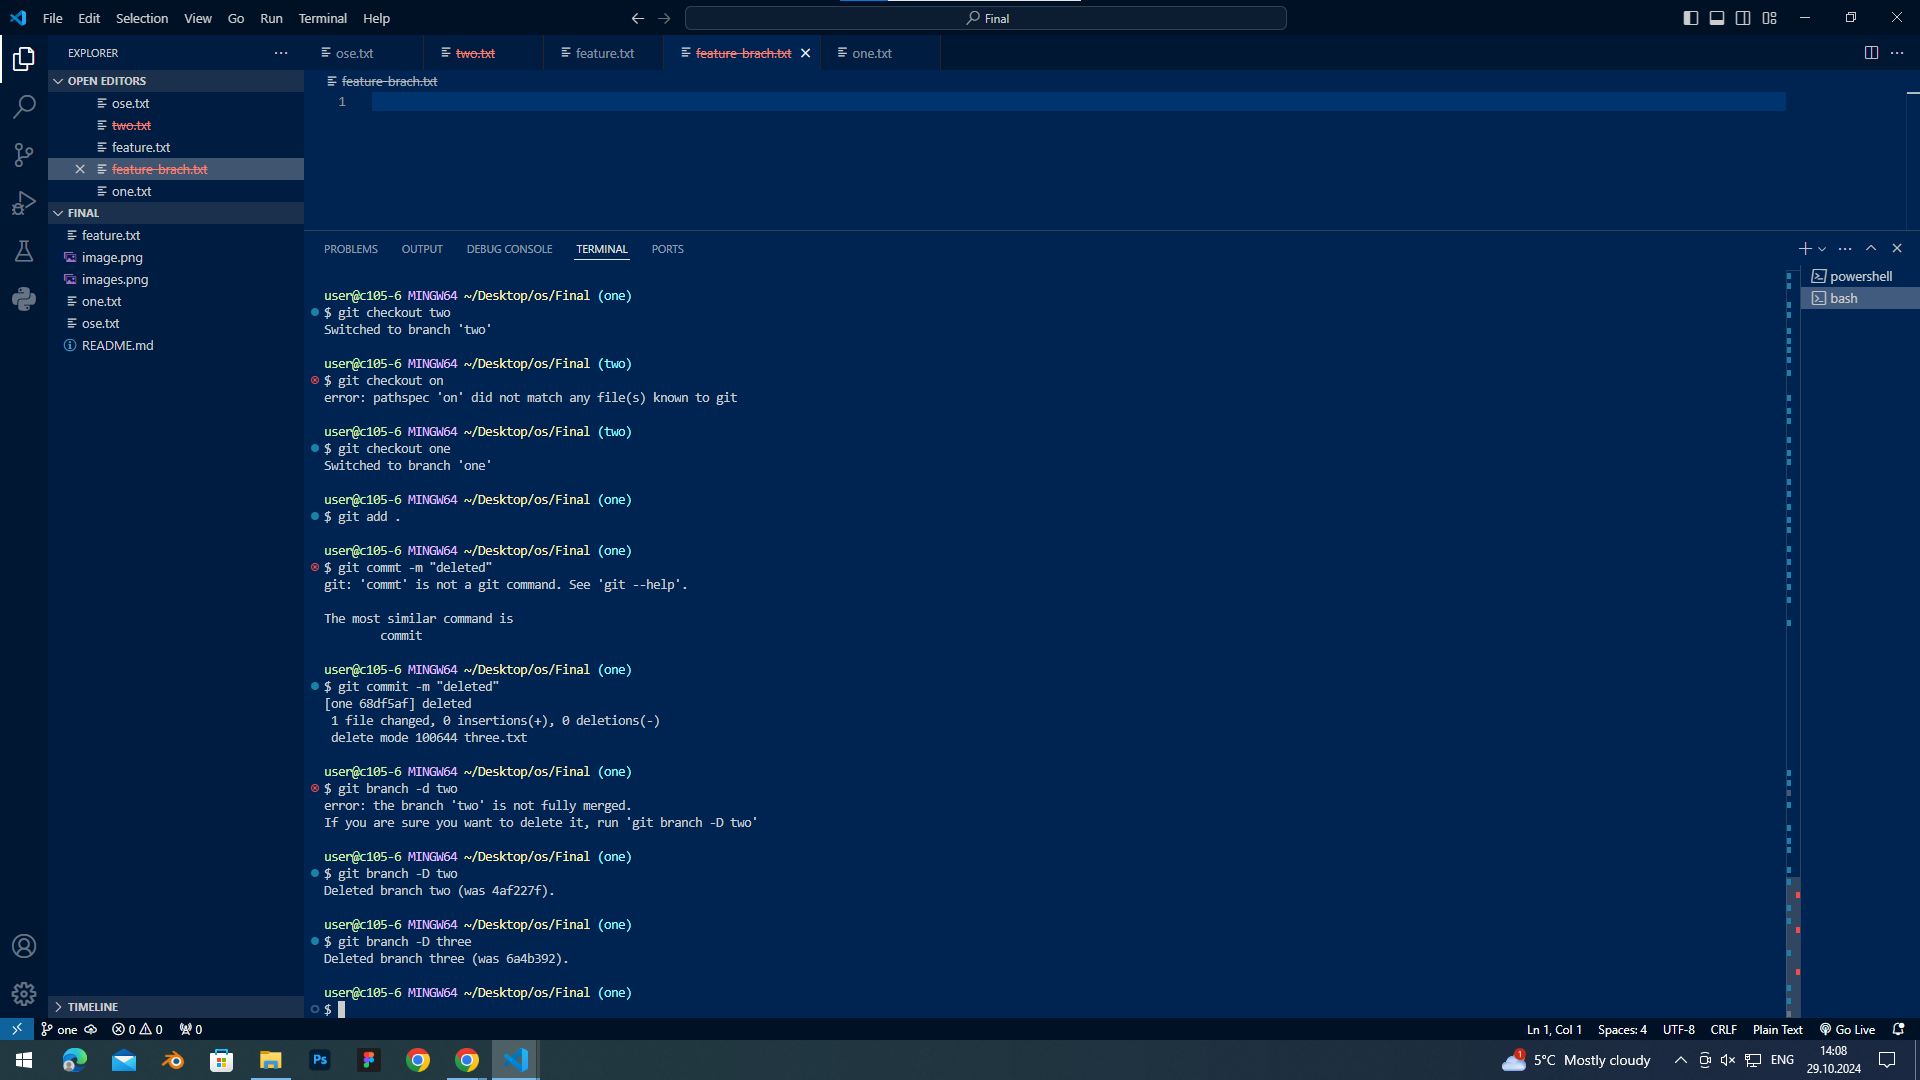 File Edit Selection View Go Run Terminal Help
Final
EXPLORER
OPEN EDITORS
ose.txt
two.txt
feature.txt
feature-brach.txt
one.txt
FINAL
feature.txt
image.png
images.png
one.txt
ose.txt
README.md
TIMELINE
ose.txt two.txt feature.txt feature-brach.txt one.txt
feature-brach.txt
1
PROBLEMS OUTPUT DEBUG CONSOLE TERMINAL PORTS
powershell
bash
user@c105-6 MINGW64 ~/Desktop/os/Final (one)
$ git checkout two
Switched to branch 'two'
user@c105-6 MINGW64 ~/Desktop/os/Final (two)
$ git checkout on
error: pathspec 'on' did not match any file(s) known to git
user@c105-6 MINGW64 ~/Desktop/os/Final (two)
$ git checkout one
Switched to branch 'one'
user@c105-6 MINGW64 ~/Desktop/os/Final (one)
$ git add .
user@c105-6 MINGW64 ~/Desktop/os/Final (one)
$ git commt -m "deleted"
git: 'commt' is not a git command. See 'git --help'.
The most similar command is
commit
user@c105-6 MINGW64 ~/Desktop/os/Final (one)
$ git commit -m "deleted"
[one 68df5af] deleted
1 file changed, 0 insertions(+), 0 deletions(-)
delete mode 100644 three.txt
user@c105-6 MINGW64 ~/Desktop/os/Final (one)
$ git branch -d two
error: the branch 'two' is not fully merged.
If you are sure you want to delete it, run 'git branch -D two'
user@c105-6 MINGW64 ~/Desktop/os/Final (one)
$ git branch -D two
Deleted branch two (was 4af227f).
user@c105-6 MINGW64 ~/Desktop/os/Final (one)
$ git branch -D three
Deleted branch three (was 6a4b392).
user@c105-6 MINGW64 ~/Desktop/os/Final (one)
$
one 0 0 0 Ln 1, Col 1 Spaces: 4 UTF-8 CRLF Plain Text Go Live
Ps 1 5°C Mostly cloudy ENG 14:08
29.10.2024